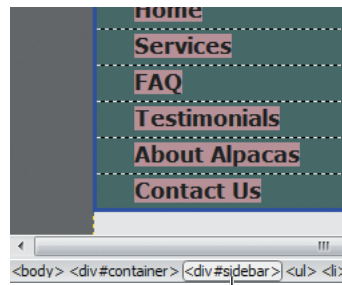 Home
Services
FAQ
Testimonials
About Alpacas
Contact Us
<body> <div#container> <div#sidebar> <ul> <li>